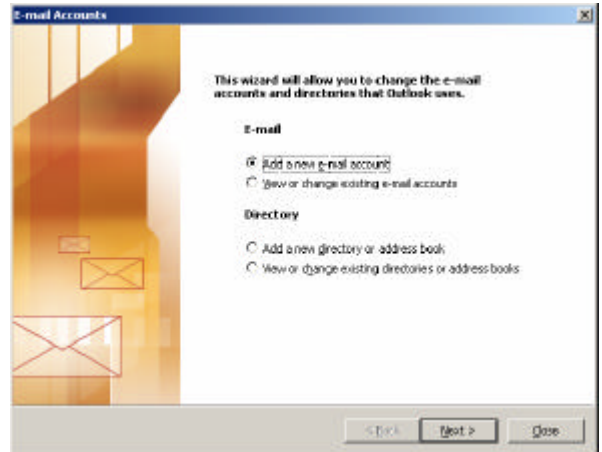 E-mail Accounts
This wizard will allow you to change the e-mail
accounts and directories that Outlook uses.
E-mail
Add a new e-mail account
View or change existing e-mail accounts
Directory
Add a new directory or address book
View or change existing directories or address books
< Back Next > Close